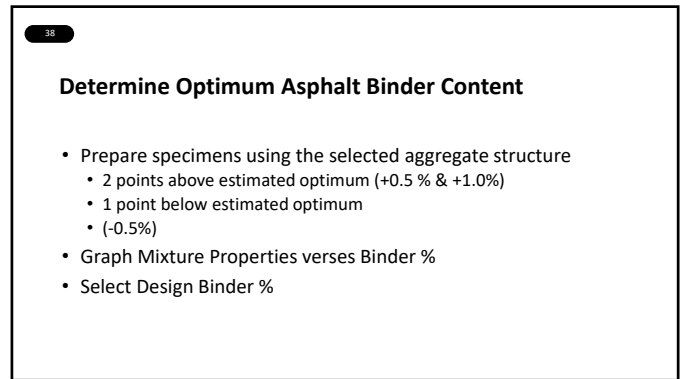 38
Determine Optimum Asphalt Binder Content
• Prepare specimens using the selected aggregate structure
• 2 points above estimated optimum (+0.5 % & +1.0%)
• 1 point below estimated optimum
• (-0.5%)
• Graph Mixture Properties verses Binder %
• Select Design Binder %